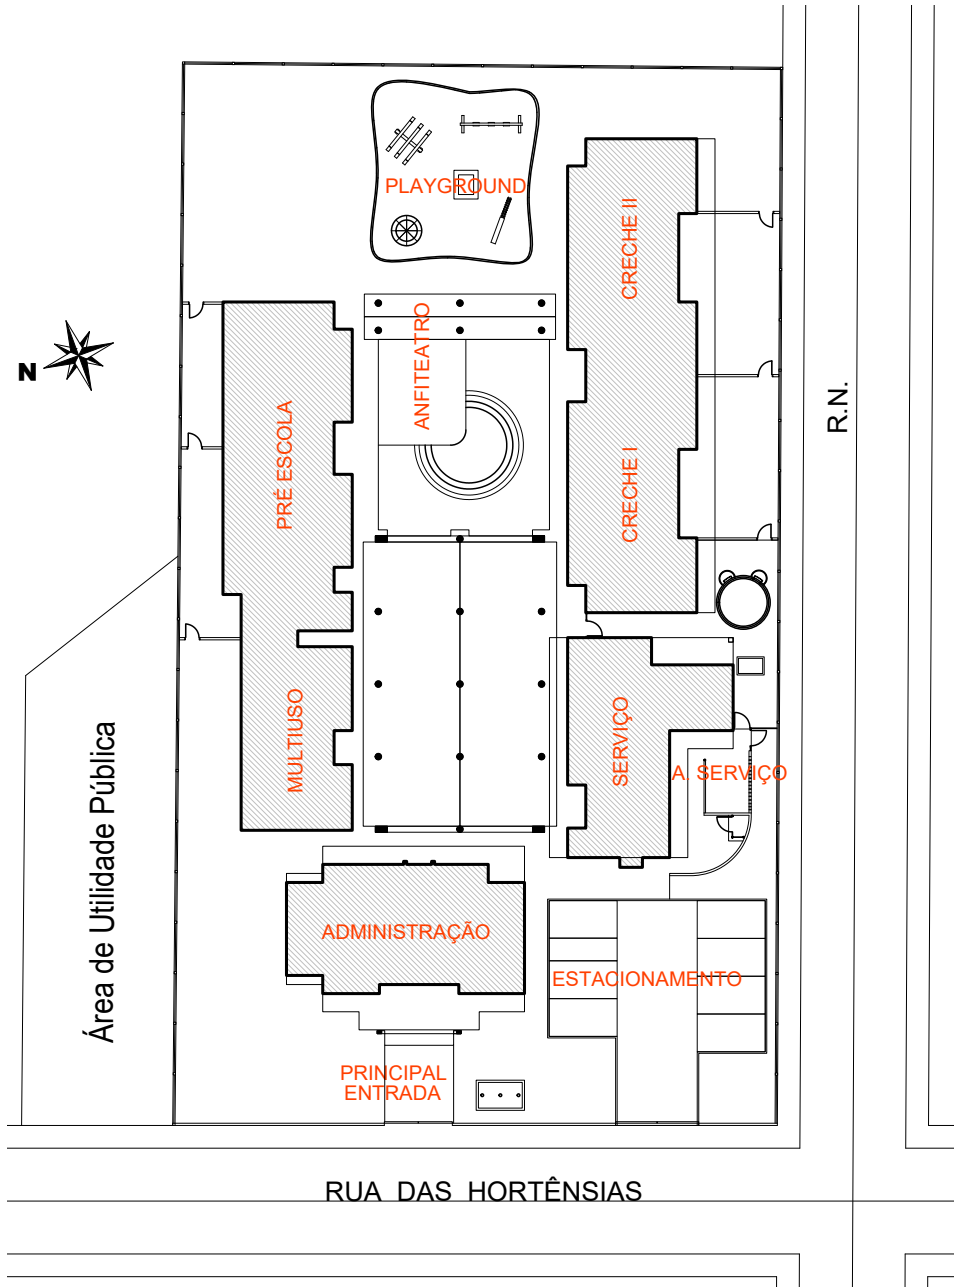 PLAYGROUND
CRECHE II
ANFITEATRO
N
R.N.
PRÉ ESCOLA
CRECHE I
MULTIUSO
SERVIÇO
A. SERVIÇO
Área de Utilidade Pública
ADMINISTRAÇÃO
ESTACIONAMENTO
PRINCIPAL
ENTRADA
RUA DAS HORTÊNSIAS